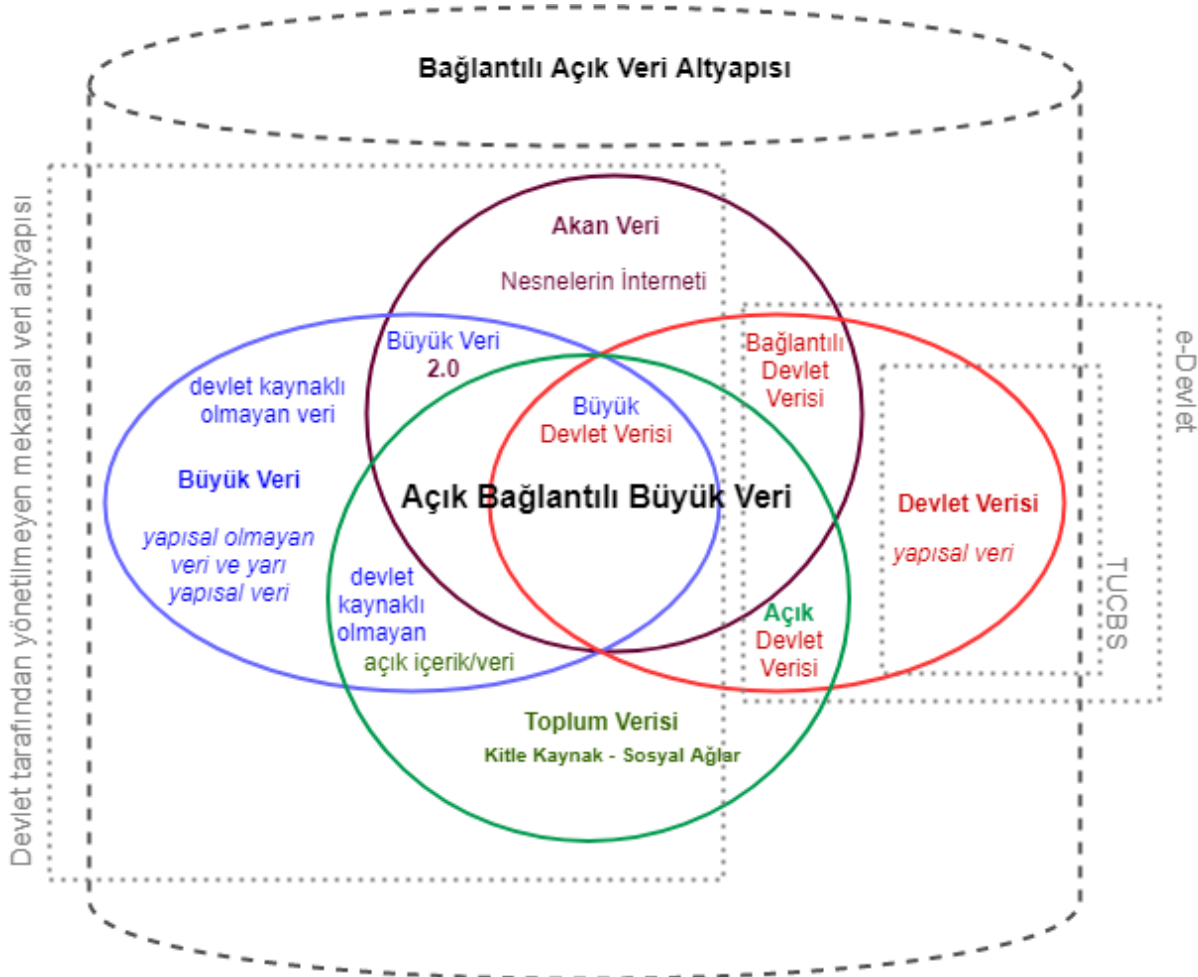 Bağlantılı Açık Veri Altyapısı
Devlet tarafından yönetilmeyen mekansal veri altyapısı
Akan Veri
Nesnelerin İnterneti
Büyük Veri
2.0
devlet kaynaklı
olmayan veri
Büyük Veri
yapısal olmayan
veri ve yarı
yapısal veri
Büyük
Devlet Verisi
Bağlantılı
Devlet
Verisi
e-Devlet
Açık Bağlantılı Büyük Veri
Devlet Verisi
yapısal veri
TUCBS
devlet
kaynaklı
olmayan
açık içerik/veri
Açık
Devlet
Verisi
Toplum Verisi
Kitle Kaynak - Sosyal Ağlar